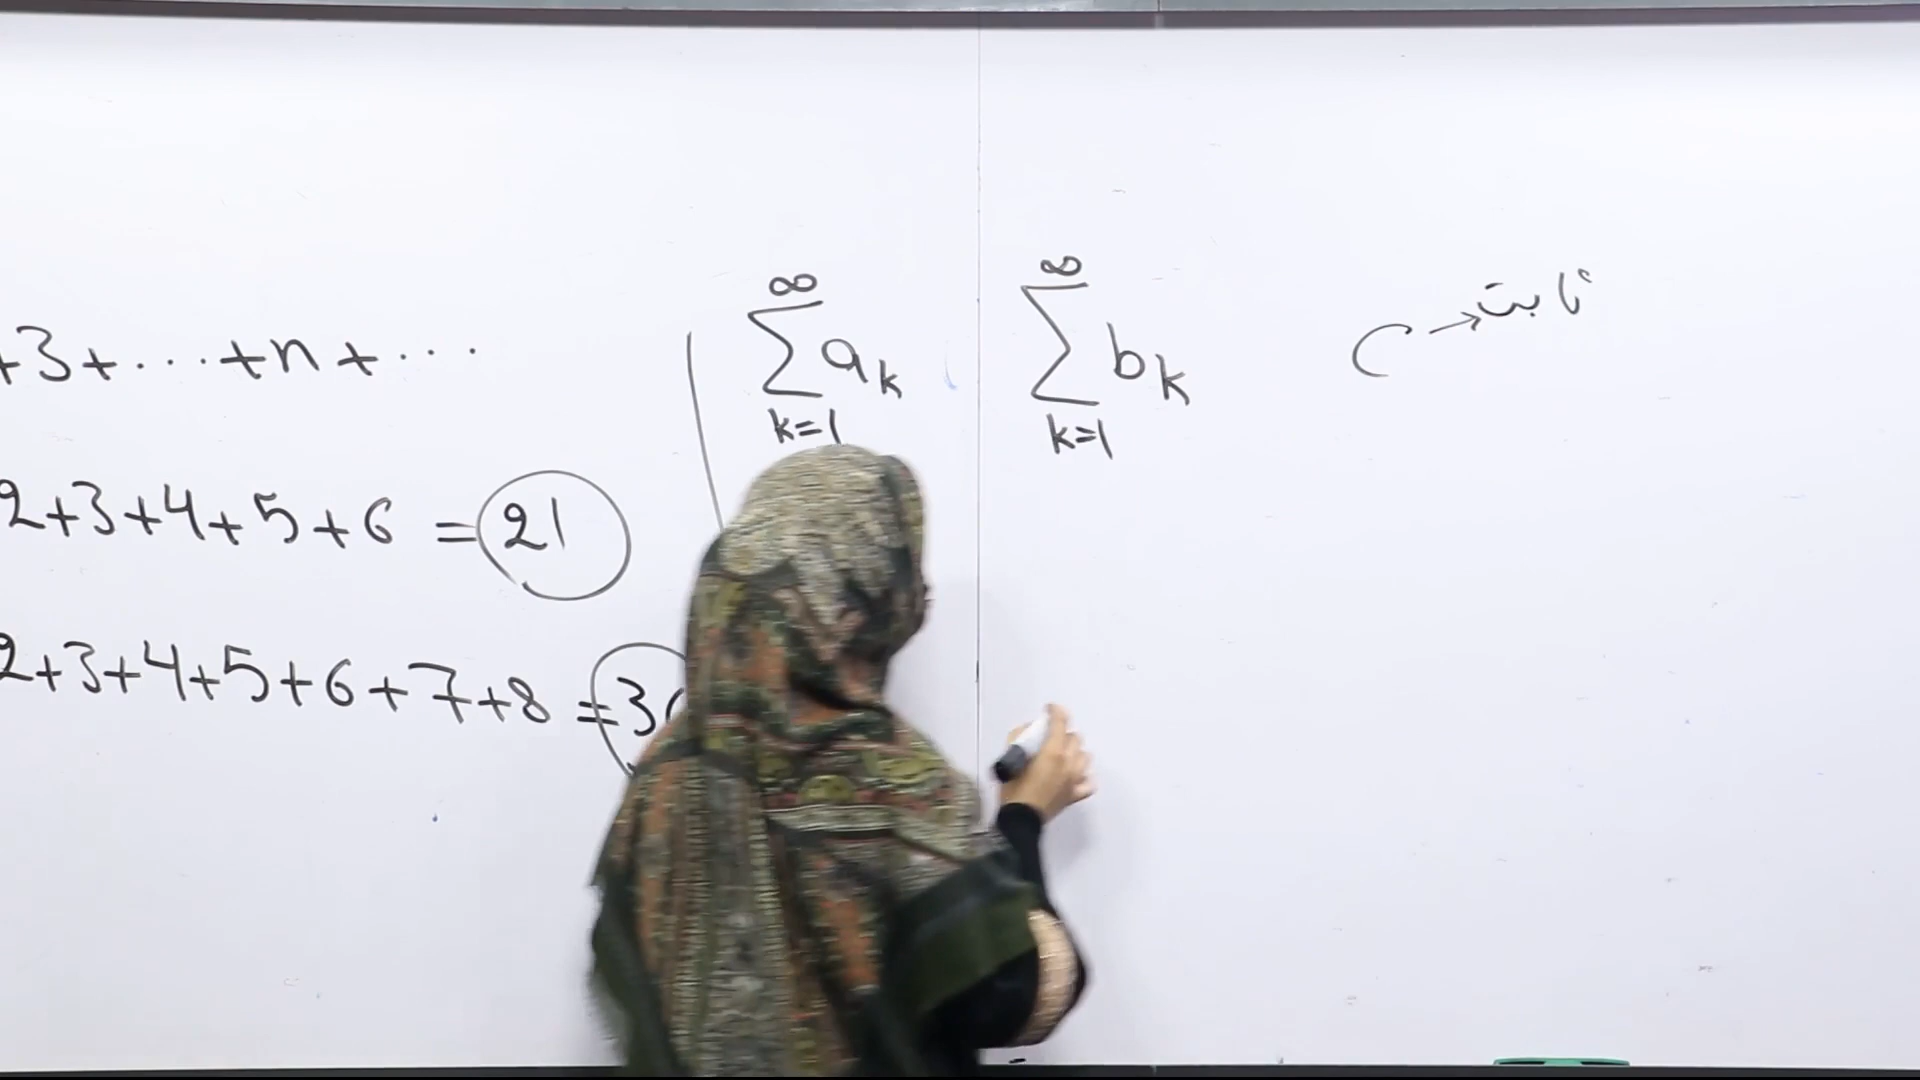 +3+⋯+n+⋯
2+3+4+5+6 = 21
2+3+4+5+6+7+8 = 3
∞ ∑ k=1 a_k , ∞ ∑ k=1 b_k C → ثابت